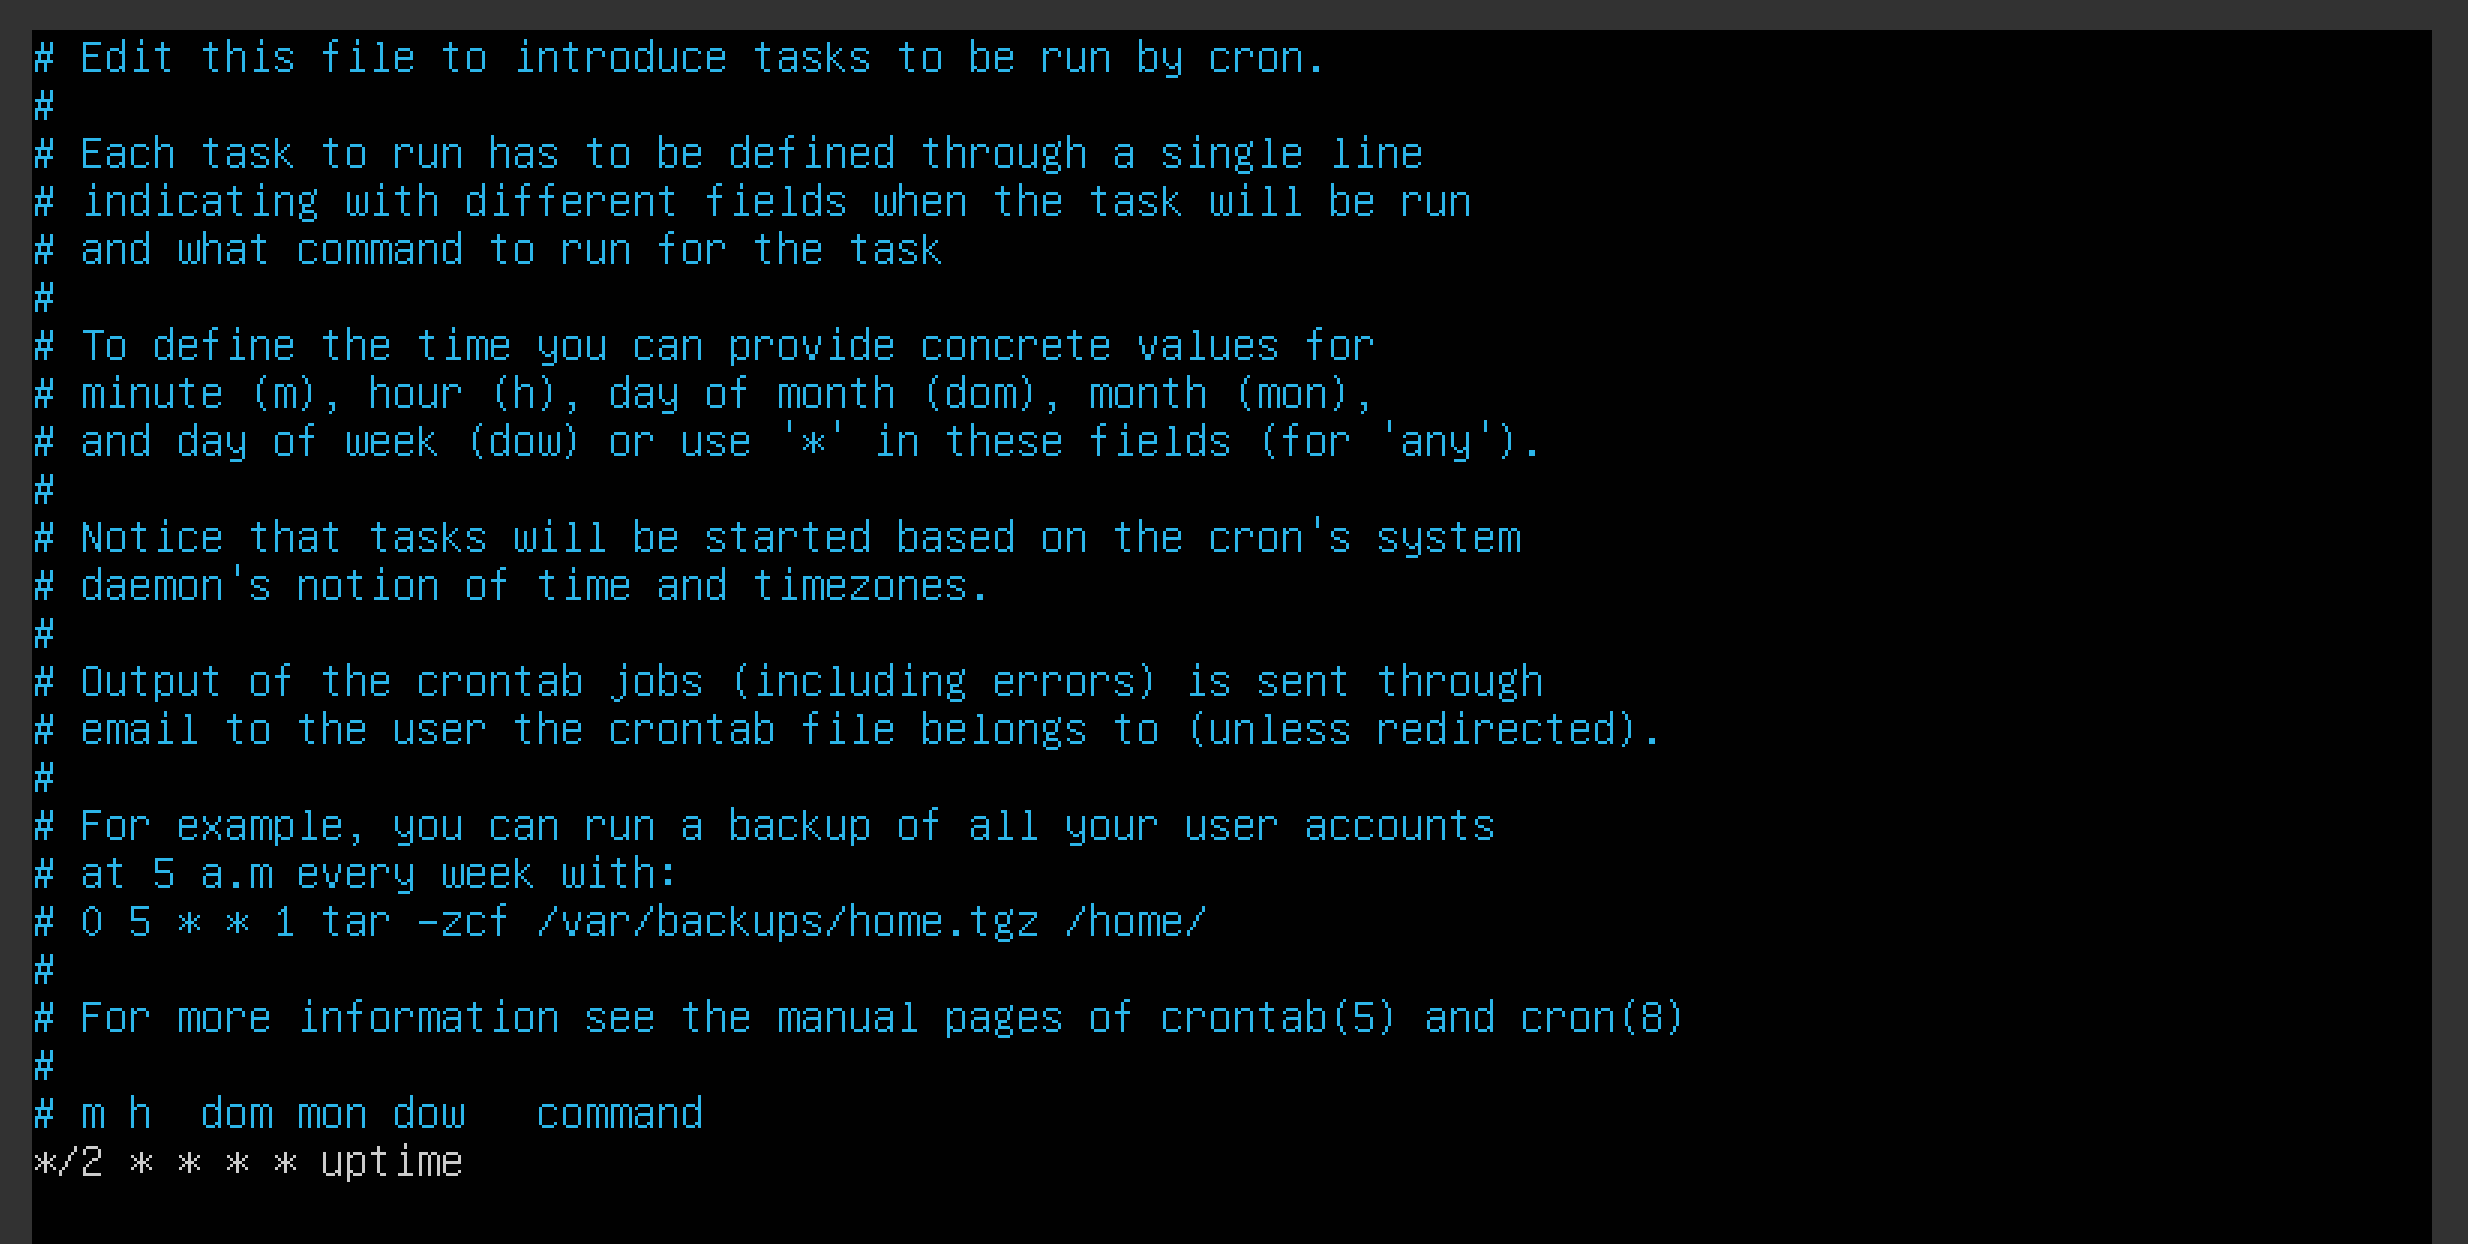 # Edit this file to introduce tasks to be run by cron.
#
# Each task to run has to be defined through a single line
# indicating with different fields when the task will be run
# and what command to run for the task
#
# To define the time you can provide concrete values for
# minute (m), hour (h), day of month (dom), month (mon),
# and day of week (dow) or use '*' in these fields (for 'any').
#
# Notice that tasks will be started based on the cron's system
# daemon's notion of time and timezones.
#
# Output of the crontab jobs (including errors) is sent through
# email to the user the crontab file belongs to (unless redirected).
#
# For example, you can run a backup of all your user accounts
# at 5 a.m every week with:
# 0 5 * * 1 tar -zcf /var/backups/home.tgz /home/
#
# For more information see the manual pages of crontab(5) and cron(8)
#
# m h  dom mon dow   command
*/2 * * * * uptime